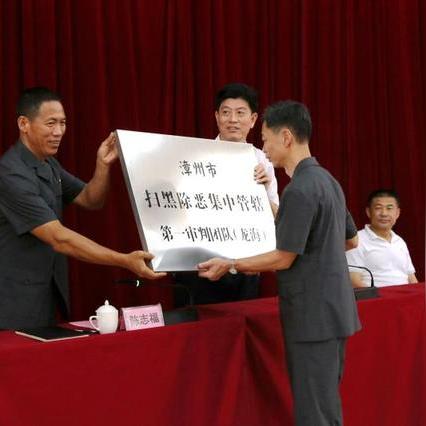 漳州市
扫黑除恶集中管辖
第一审判团队(龙海)
陈志福